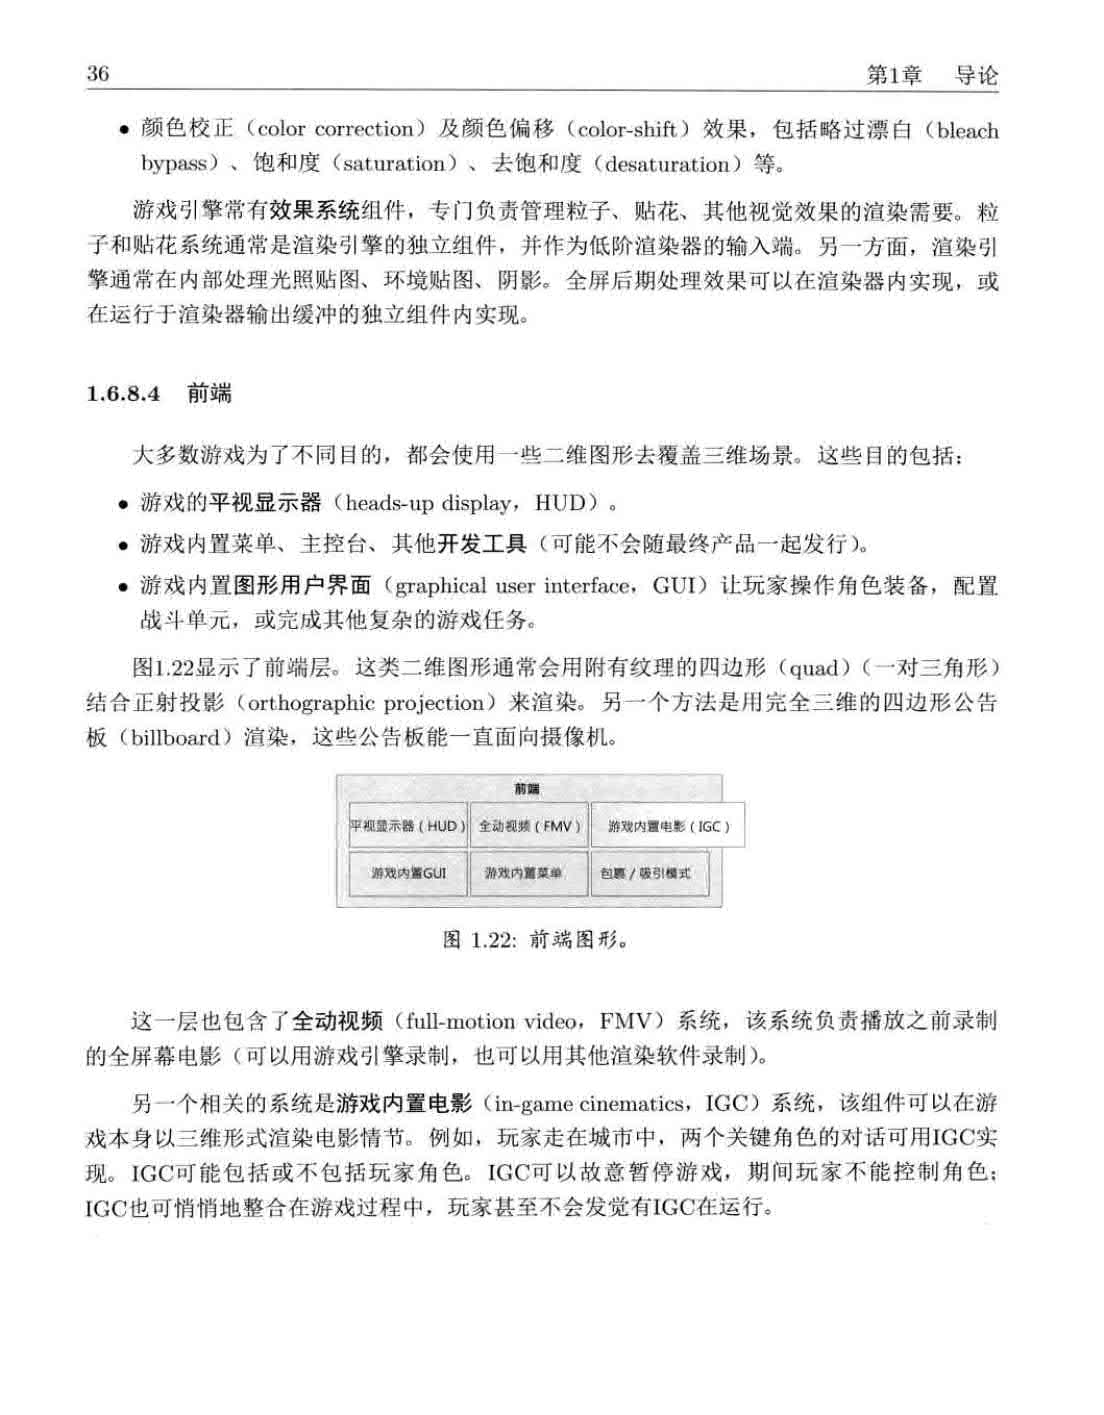 36 第1章 导论
• 颜色校正（color correction）及颜色偏移（color-shift）效果，包括略过漂白（bleach
bypass）、饱和度（saturation）、去饱和度（desaturation）等。
游戏引擎常有效果系统组件，专门负责管理粒子、贴花、其他视觉效果的渲染需要。粒
子和贴花系统通常是渲染引擎的独立组件，并作为低阶渲染器的输入端。另一方面，渲染引
擎通常在内部处理光照贴图、环境贴图、阴影。全屏后期处理效果可以在渲染器内实现，或
在运行于渲染器输出缓冲的独立组件内实现。
1.6.8.4 前端
大多数游戏为了不同目的，都会使用一些二维图形去覆盖三维场景。这些目的包括：
• 游戏的平视显示器（heads-up display，HUD）。
• 游戏内置菜单、主控台、其他开发工具（可能不会随最终产品一起发行）。
• 游戏内置图形用户界面（graphical user interface，GUI）让玩家操作角色装备，配置
战斗单元，或完成其他复杂的游戏任务。
图1.22显示了前端层。这类二维图形通常会用附有纹理的四边形（quad）（一对三角形）
结合正射投影（orthographic projection）来渲染。另一个方法是用完全三维的四边形公告
板（billboard）渲染，这些公告板能一直面向摄像机。
前端
平视显示器（HUD） 全动视频（FMV） 游戏内置电影（IGC）
游戏内置GUI 游戏内置菜单 包裹／吸引模式
图 1.22: 前端图形。
这一层也包含了全动视频（full-motion video，FMV）系统，该系统负责播放之前录制
的全屏幕电影（可以用游戏引擎录制，也可以用其他渲染软件录制）。
另一个相关的系统是游戏内置电影（in-game cinematics，IGC）系统，该组件可以在游
戏本身以三维形式渲染电影情节。例如，玩家走在城市中，两个关键角色的对话可用IGC实
现。IGC可能包括或不包括玩家角色。IGC可以故意暂停游戏，期间玩家不能控制角色；
IGC也可悄悄地整合在游戏过程中，玩家甚至不会发觉有IGC在运行。